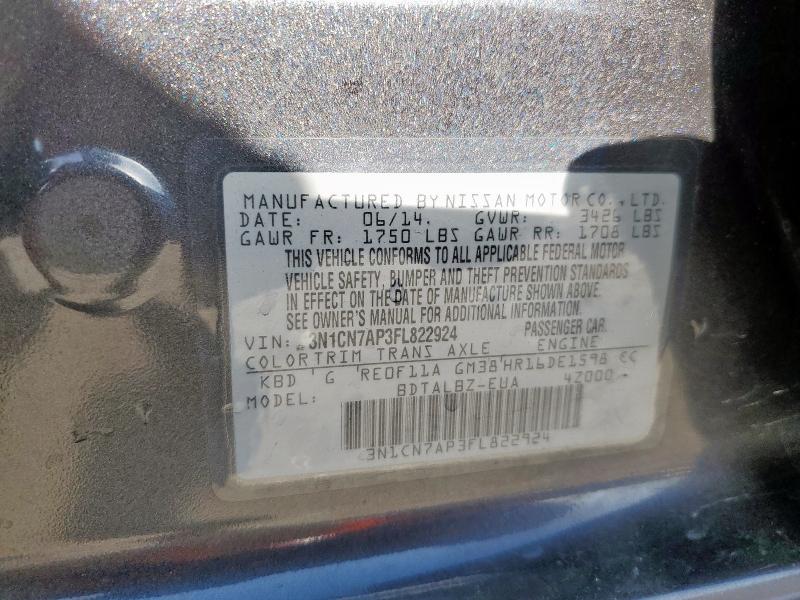 MANUFACTURED BY NISSAN MOTOR CO., LTD.
DATE: 06/14. GVWR: 3426 LBS
GAWR FR: 1750 LBS GAWR RR: 1708 LBS
THIS VEHICLE CONFORMS TO ALL APPLICABLE FEDERAL MOTOR
VEHICLE SAFETY, BUMPER AND THEFT PREVENTION STANDARDS
IN EFFECT ON THE DATE OF MANUFACTURE SHOWN ABOVE.
SEE OWNER'S MANUAL FOR ADDITIONAL INFORMATION
VIN: 3N1CN7AP3FL822924 PASSENGER CAR.
COLOR TRIM TRANS AXLE ENGINE
KBD G RE0F11A GM38 HR16DE1598 CC
MODEL: BDTALBZ-EUA 42000
3N1CN7AP3FL822924